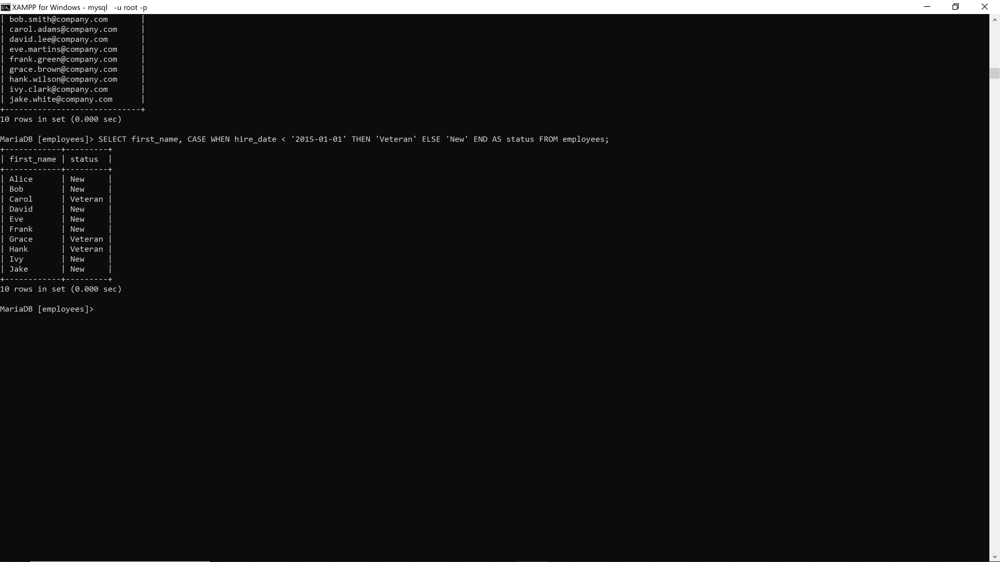 XAMPP for Windows - mysql  -u root -p
| bob.smith@company.com       |
| carol.adams@company.com     |
| david.lee@company.com       |
| eve.martins@company.com     |
| frank.green@company.com     |
| grace.brown@company.com     |
| hank.wilson@company.com     |
| ivy.clark@company.com       |
| jake.white@company.com      |
+-----------------------------+
10 rows in set (0.000 sec)
MariaDB [employees]> SELECT first_name, CASE WHEN hire_date < '2015-01-01' THEN 'Veteran' ELSE 'New' END AS status FROM employees;
+------------+---------+
| first_name | status  |
+------------+---------+
| Alice      | New     |
| Bob        | New     |
| Carol      | Veteran |
| David      | New     |
| Eve        | New     |
| Frank      | New     |
| Grace      | Veteran |
| Hank       | Veteran |
| Ivy        | New     |
| Jake       | New     |
+------------+---------+
10 rows in set (0.000 sec)
MariaDB [employees]>